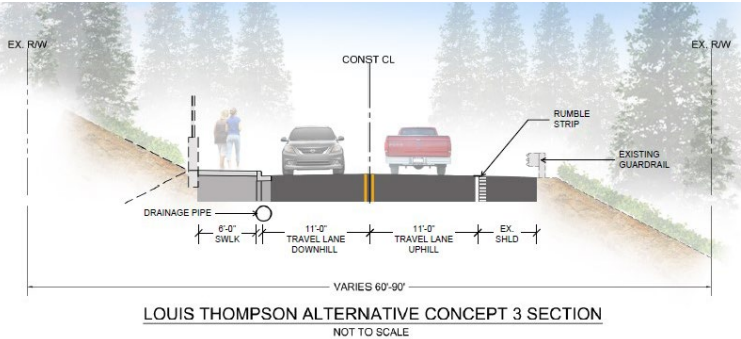 EX. R/W
EX. R/W
CONST CL
RUMBLE
STRIP
EXISTING
GUARDRAIL
DRAINAGE PIPE
6'-0"
SWLK
11'-0"
TRAVEL LANE
DOWNHILL
11'-0"
TRAVEL LANE
UPHILL
EX.
SHLD
VARIES 60'-90'
LOUIS THOMPSON ALTERNATIVE CONCEPT 3 SECTION
NOT TO SCALE